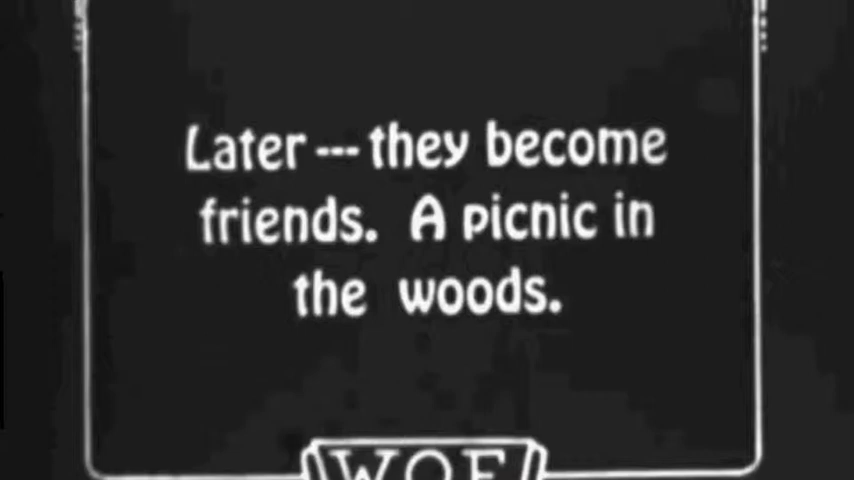 Later --- they become
friends. A picnic in
the woods.